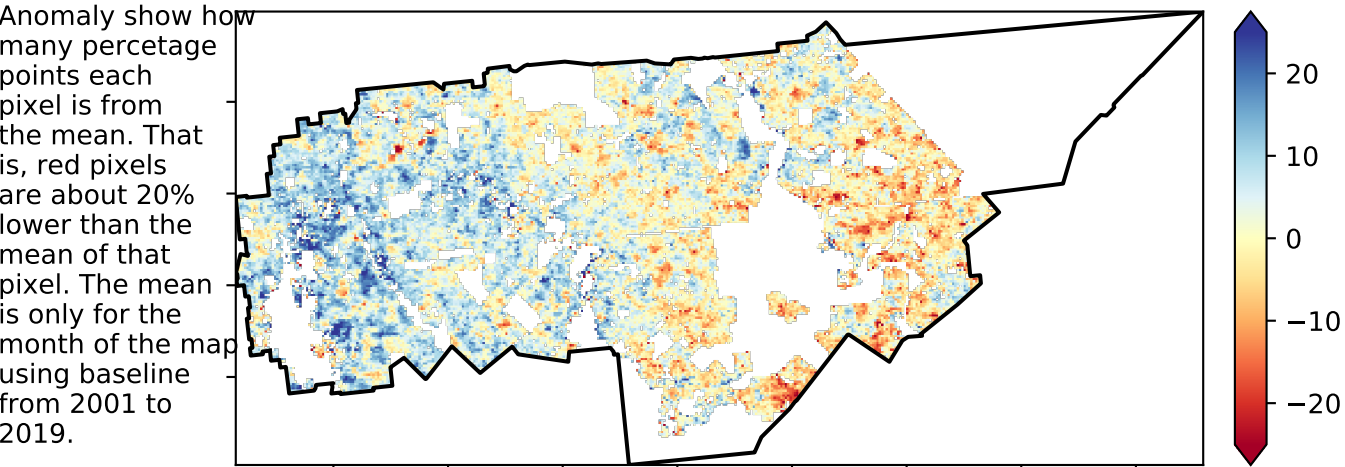 Anomaly show how
many percetage
points each
pixel is from
the mean. That
is, red pixels
are about 20%
lower than the
mean of that
pixel. The mean
is only for the
month of the map
using baseline
from 2001 to
2019.
20
10
0
−10
−20